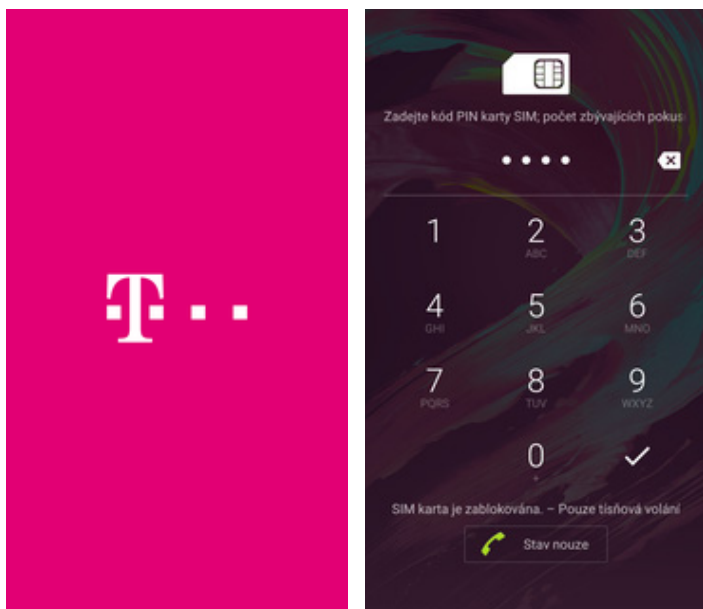 T
Zadejte kód PIN karty SIM; počet zbývajících pokus
1 2 3
ABC DEF
4 5 6
GHI JKL MNO
7 8 9
PQRS TUV WXYZ
0
+
SIM karta je zablokována. – Pouze tísňová volání
Stav nouze